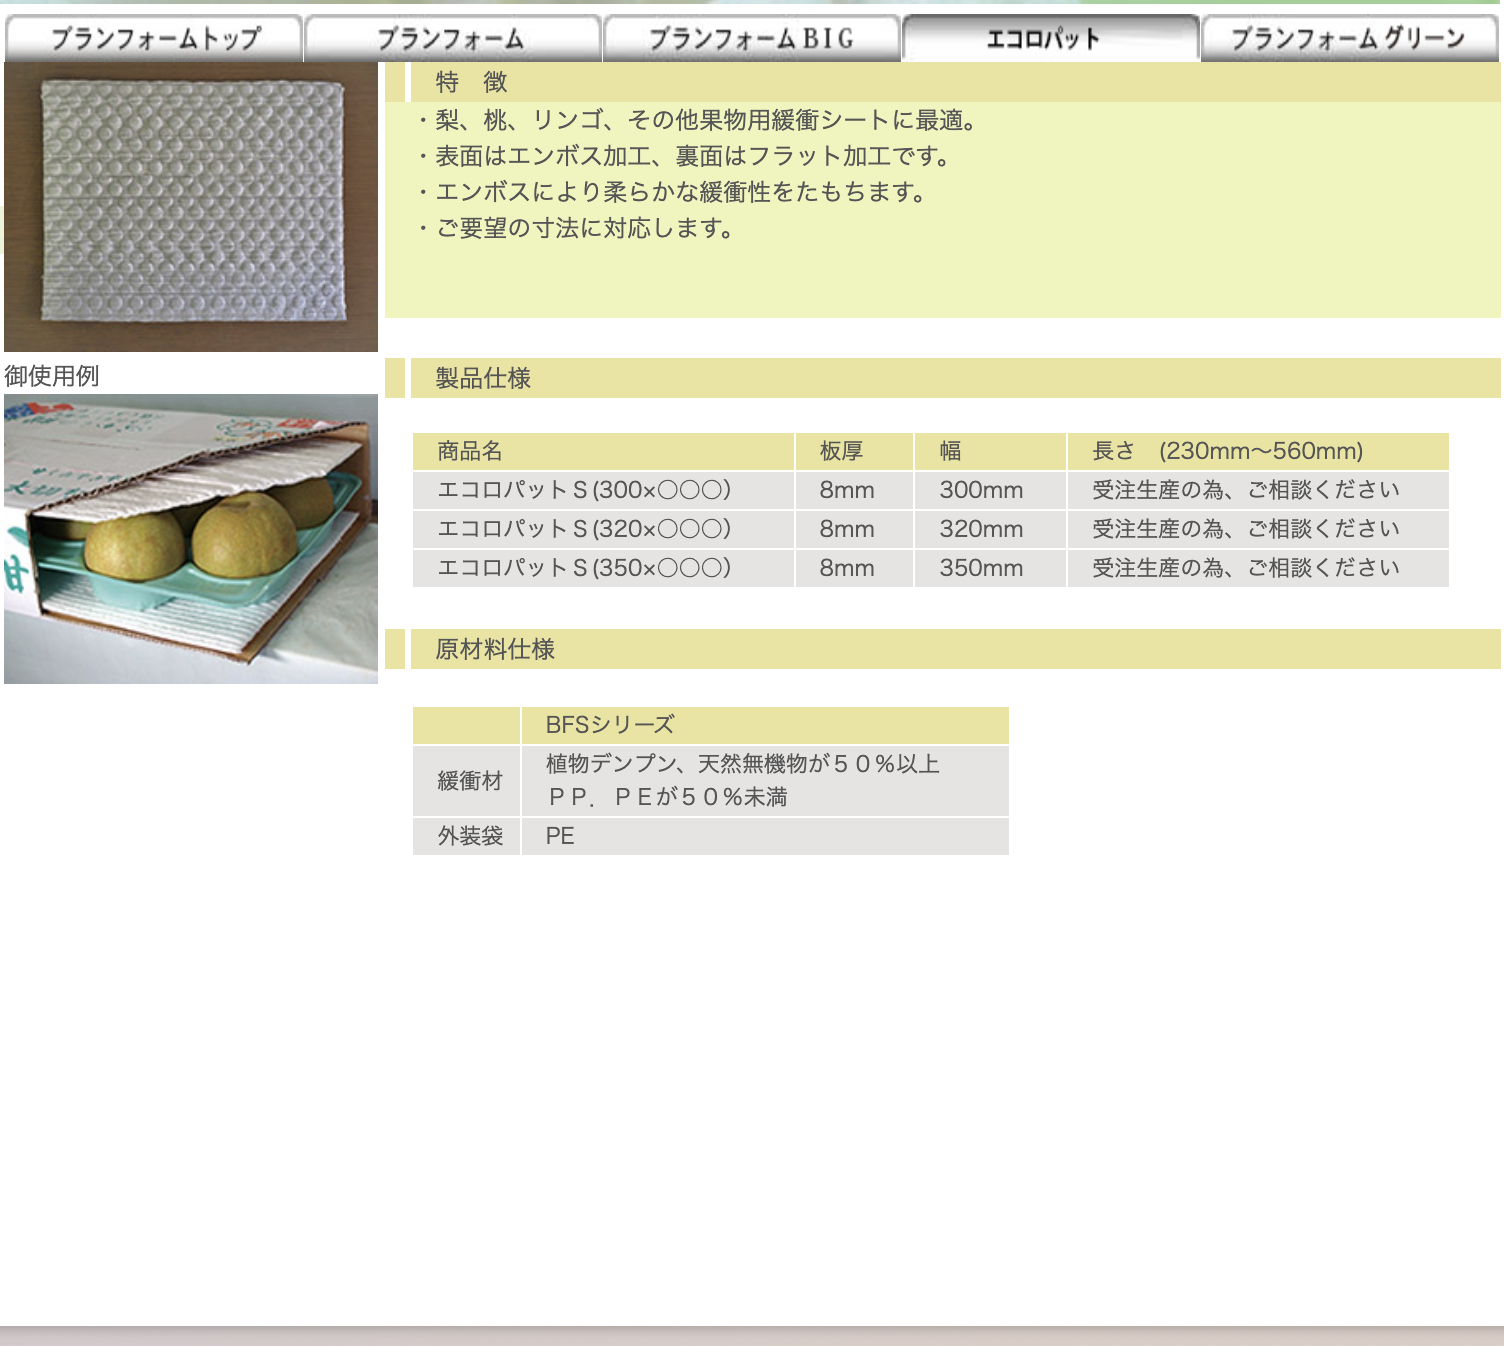 ブランフォームトップ
ブランフォーム
ブランフォーム BIG
エコロパット
ブランフォーム グリーン
特　徴
・梨、桃、リンゴ、その他果物用緩衝シートに最適。
・表面はエンボス加工、裏面はフラット加工です。
・エンボスにより柔らかな緩衝性をたもちます。
・ご要望の寸法に対応します。
御使用例
製品仕様
商品名 板厚 幅 長さ　(230mm～560mm)
エコロパットＳ(300×〇〇〇） 8mm 300mm 受注生産の為、ご相談ください
エコロパットＳ(320×〇〇〇） 8mm 320mm 受注生産の為、ご相談ください
エコロパットＳ(350×〇〇〇） 8mm 350mm 受注生産の為、ご相談ください
原材料仕様
BFSシリーズ
緩衝材 植物デンプン、天然無機物が５０％以上
ＰＰ．ＰＥが５０％未満
外装袋 PE